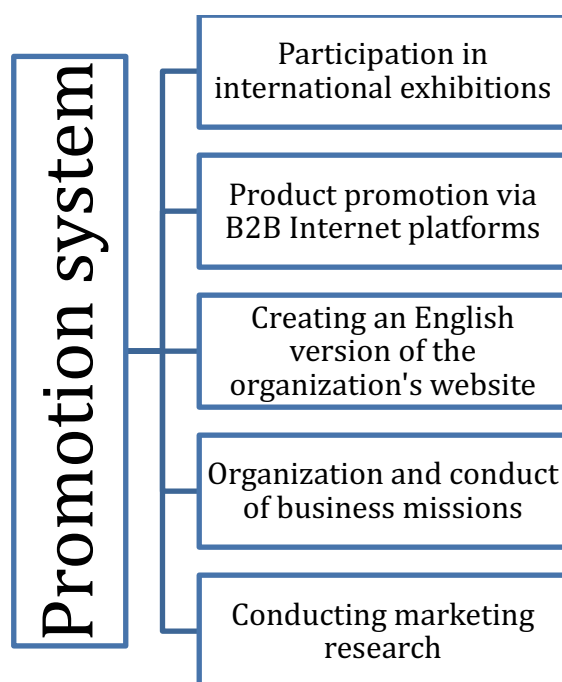 Promotion system
Participation in
international exhibitions
Product promotion via
B2B Internet platforms
Creating an English
version of the
organization's website
Organization and conduct
of business missions
Conducting marketing
research